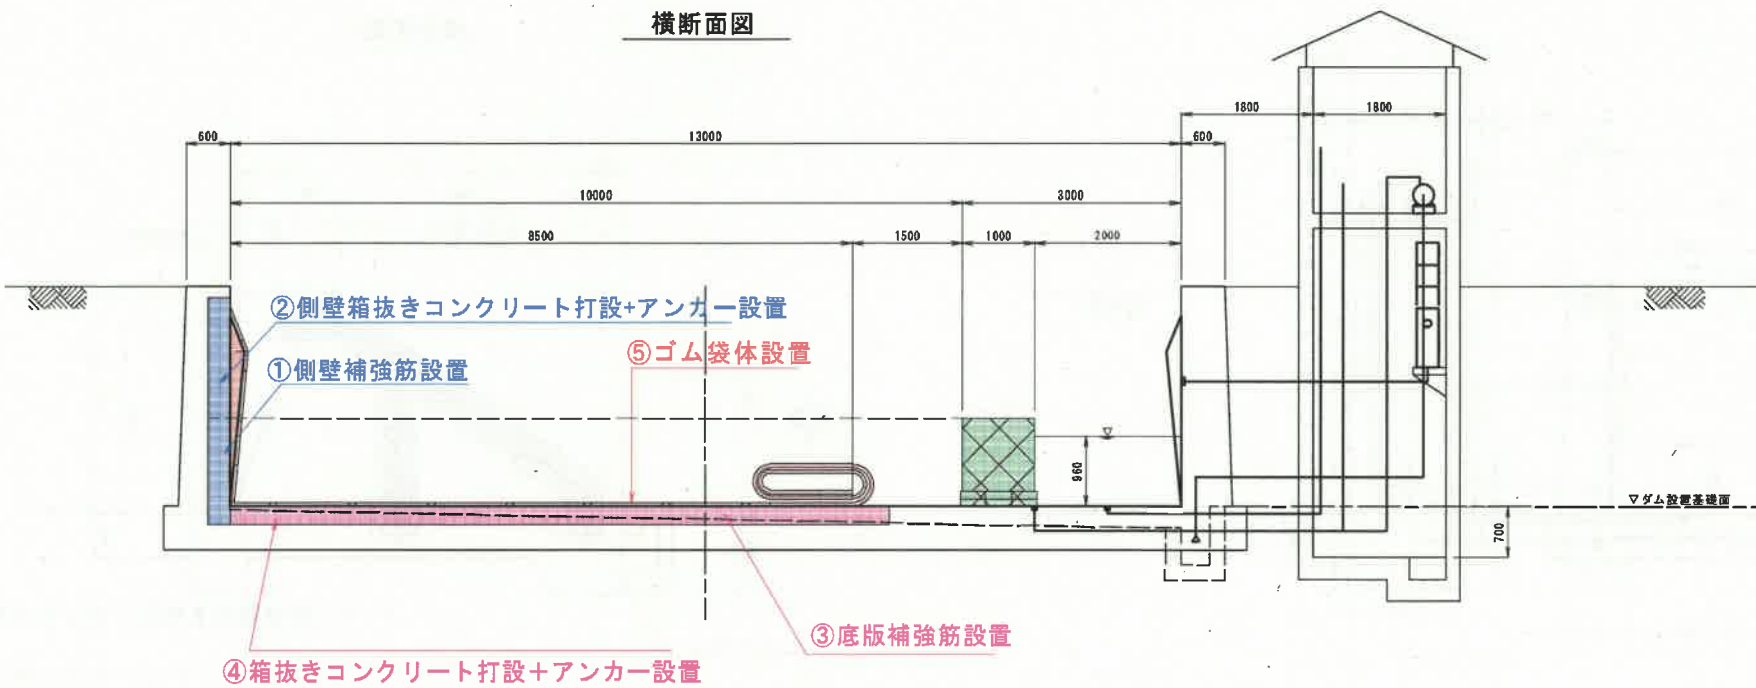 横断面図
1800 1800
600 13000 600
10000 3000
8500 1500 1000 2000
②側壁箱抜きコンクリート打設+アンカー設置
⑤ゴム袋体設置
①側壁補強筋設置
960
▽ダム設置基礎面
700
③底版補強筋設置
④箱抜きコンクリート打設＋アンカー設置